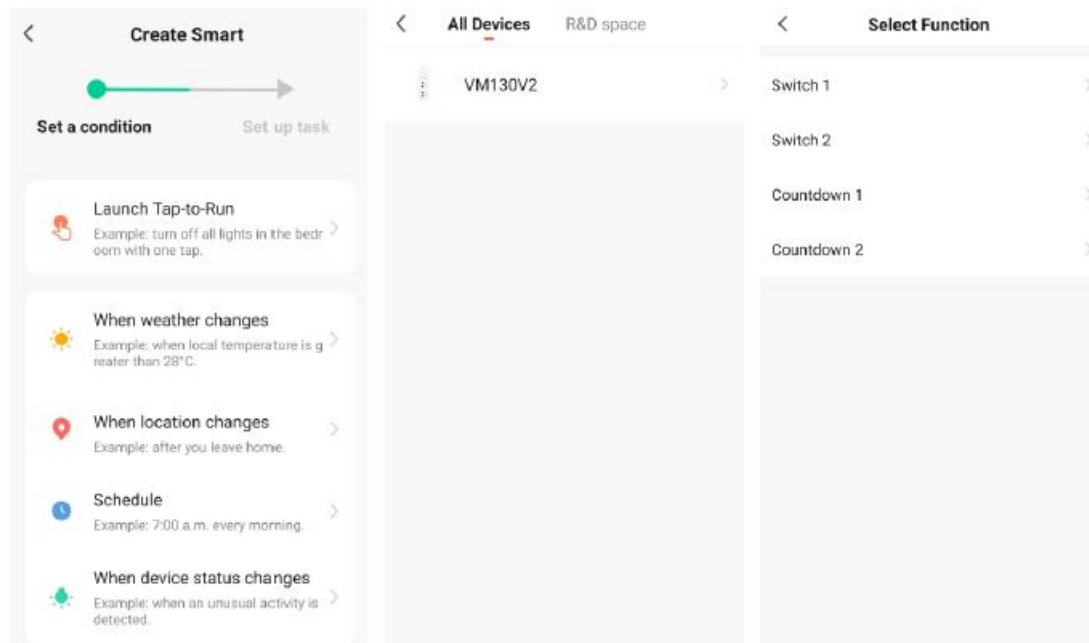 Create Smart
Set a condition
Set up task
Launch Tap-to-Run
Example: turn off all lights in the bedr
oom with one tap.
When weather changes
Example: when local temperature is g
reater than 28°C.
When location changes
Example: after you leave home.
Schedule
Example: 7:00 a.m. every morning.
When device status changes
Example: when an unusual activity is
detected.
All Devices
R&D space
VM130V2
Select Function
Switch 1
Switch 2
Countdown 1
Countdown 2